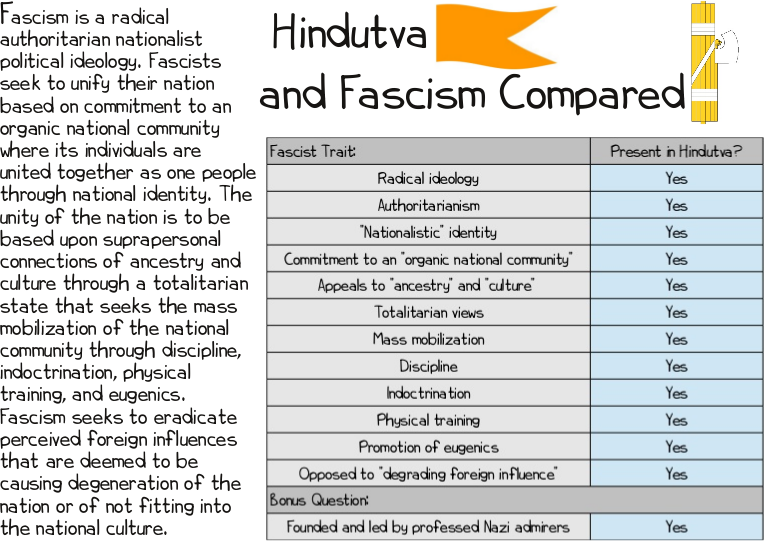 Fascism is a radical
authoritarian nationalist
political ideology. Fascists
seek to unify their nation
based on commitment to an
organic national community
where its individuals are
united together as one people
through national identity. The
unity of the nation is to be
based upon suprapersonal
connections of ancestry and
culture through a totalitarian
state that seeks the mass
mobilization of the national
community through discipline,
indoctrination, physical
training, and eugenics.
Fascism seeks to eradicate
perceived foreign influences
that are deemed to be
causing degeneration of the
nation or of not fitting into
the national culture.
Hindutva
and Fascism Compared
Fascist Trait: Present in Hindutva?
Radical ideology Yes
Authoritarianism Yes
"Nationalistic" identity Yes
Commitment to an "organic national community" Yes
Appeals to "ancestry" and "culture" Yes
Totalitarian views Yes
Mass mobilization Yes
Discipline Yes
Indoctrination Yes
Physical training Yes
Promotion of eugenics Yes
Opposed to "degrading foreign influence" Yes
Bonus Question:
Founded and led by professed Nazi admirers Yes